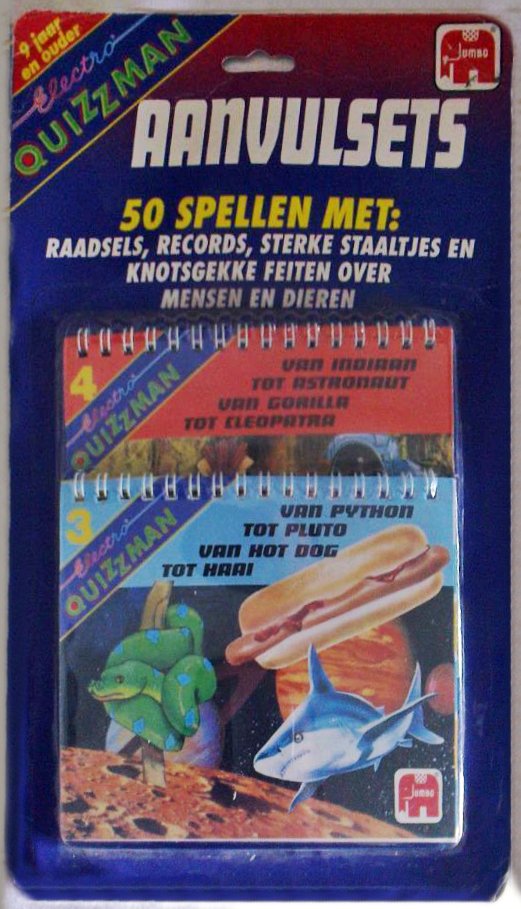 9 jaar
en ouder
Electro
QUIZZMAN
JUMBO
AANVULSETS
50 SPELLEN MET:
RAADSELS, RECORDS, STERKE STAALTJES EN
KNOTSGEKKE FEITEN OVER
MENSEN EN DIEREN
4
Electro
QUIZZMAN
VAN INDIAAN
TOT ASTRONAUT
VAN GORILLA
TOT CLEOPATRA
3
Electro
QUIZZMAN
VAN PYTHON
TOT PLUTO
VAN HOT DOG
TOT HAAI
JUMBO